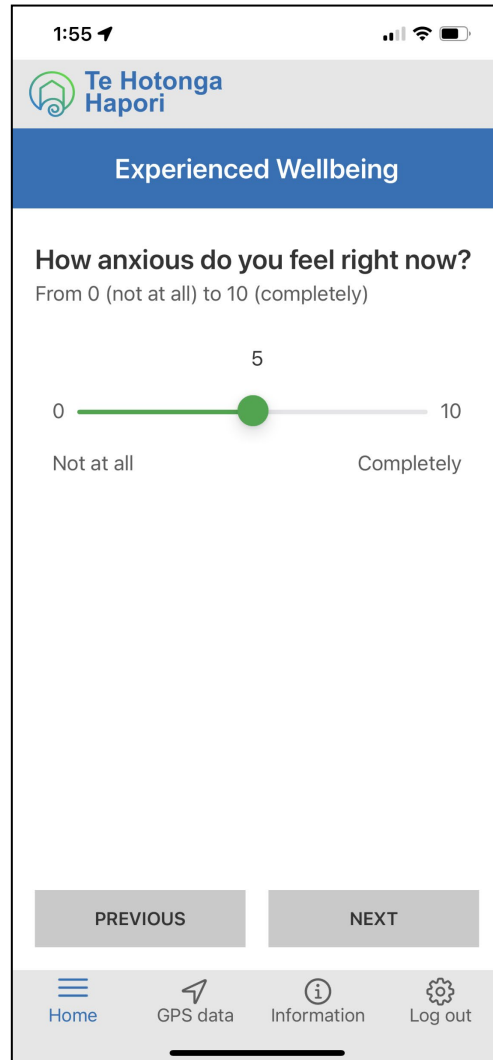 1:55
Te Hotonga
Hapori
Experienced Wellbeing
How anxious do you feel right now?
From 0 (not at all) to 10 (completely)
5
0 10
Not at all Completely
PREVIOUS NEXT
Home GPS data Information Log out